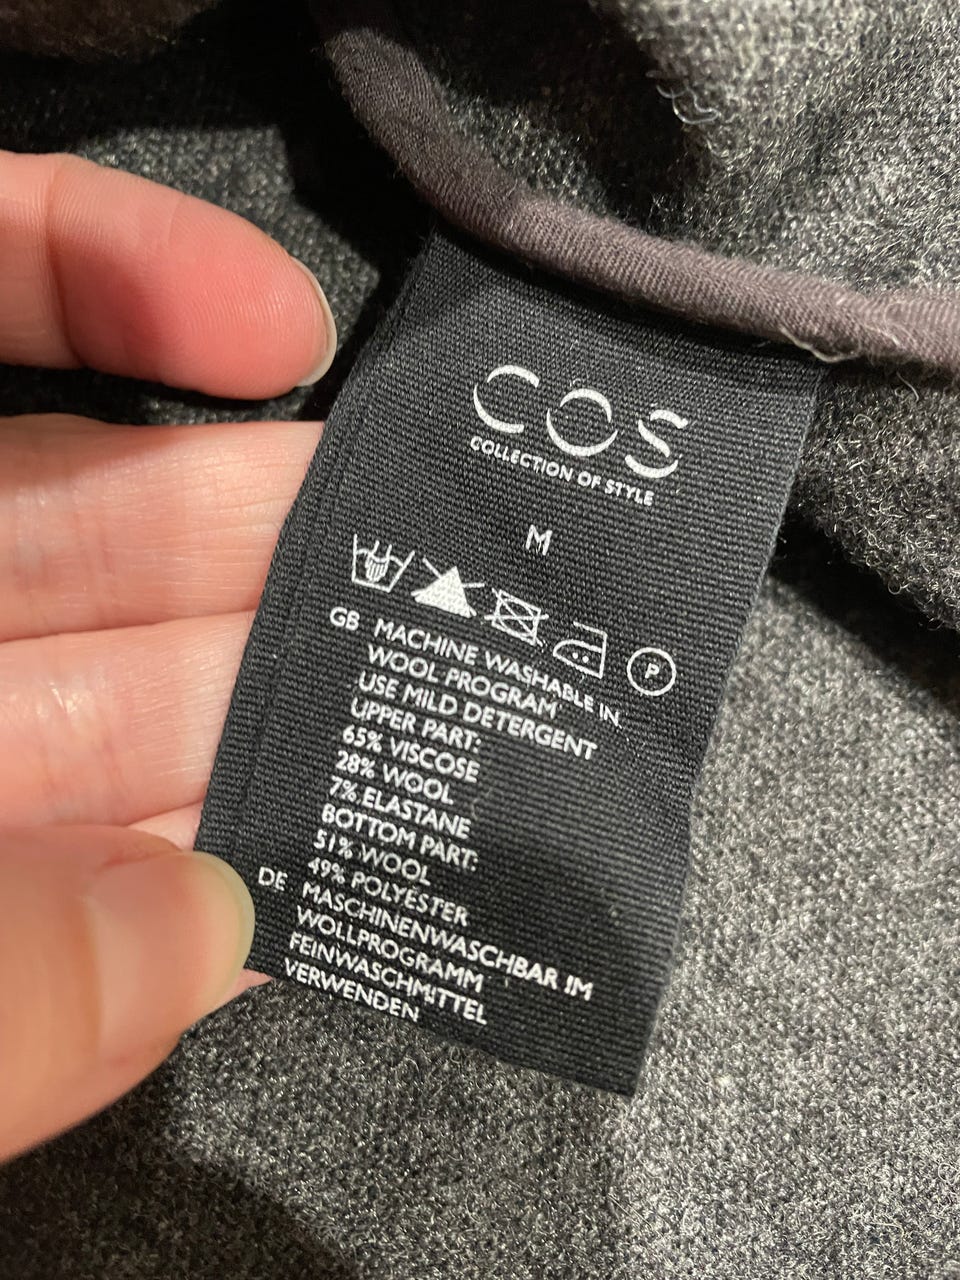 COS
COLLECTION OF STYLE
M
P
GB MACHINE WASHABLE IN
WOOL PROGRAM
USE MILD DETERGENT
UPPER PART:
65% VISCOSE
28% WOOL
7% ELASTANE
BOTTOM PART:
51% WOOL
49% POLYESTER
DE MASCHINENWASCHBAR IM
WOLLPROGRAMM
FEINWASCHMITTEL
VERWENDEN